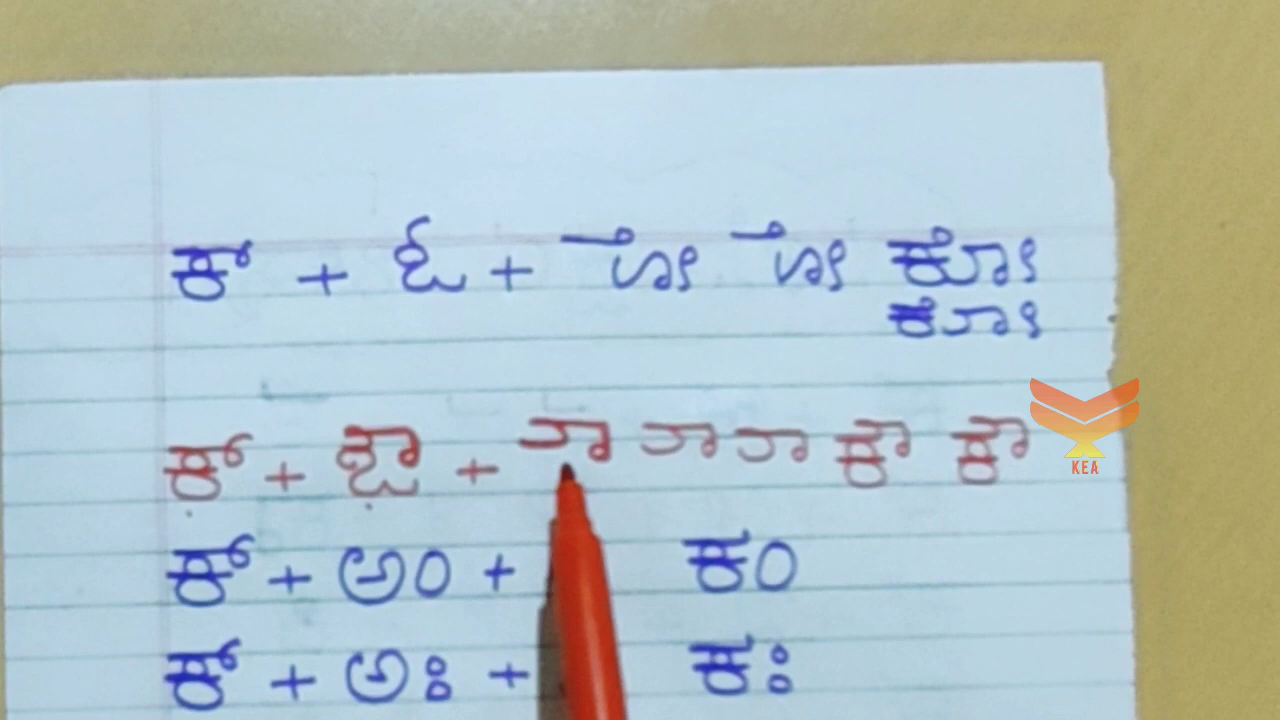 ಕ್ + ಓ + ೋ ೋ ಕೋ
ಕೋ
ಕ್ + ಔ + ೌ ೌ ೌ ಕೌ ಕೌ
KEA
ಕ್ + ಅಂ + ಕಂ
ಕ್ + ಅಃ + ಕಃ